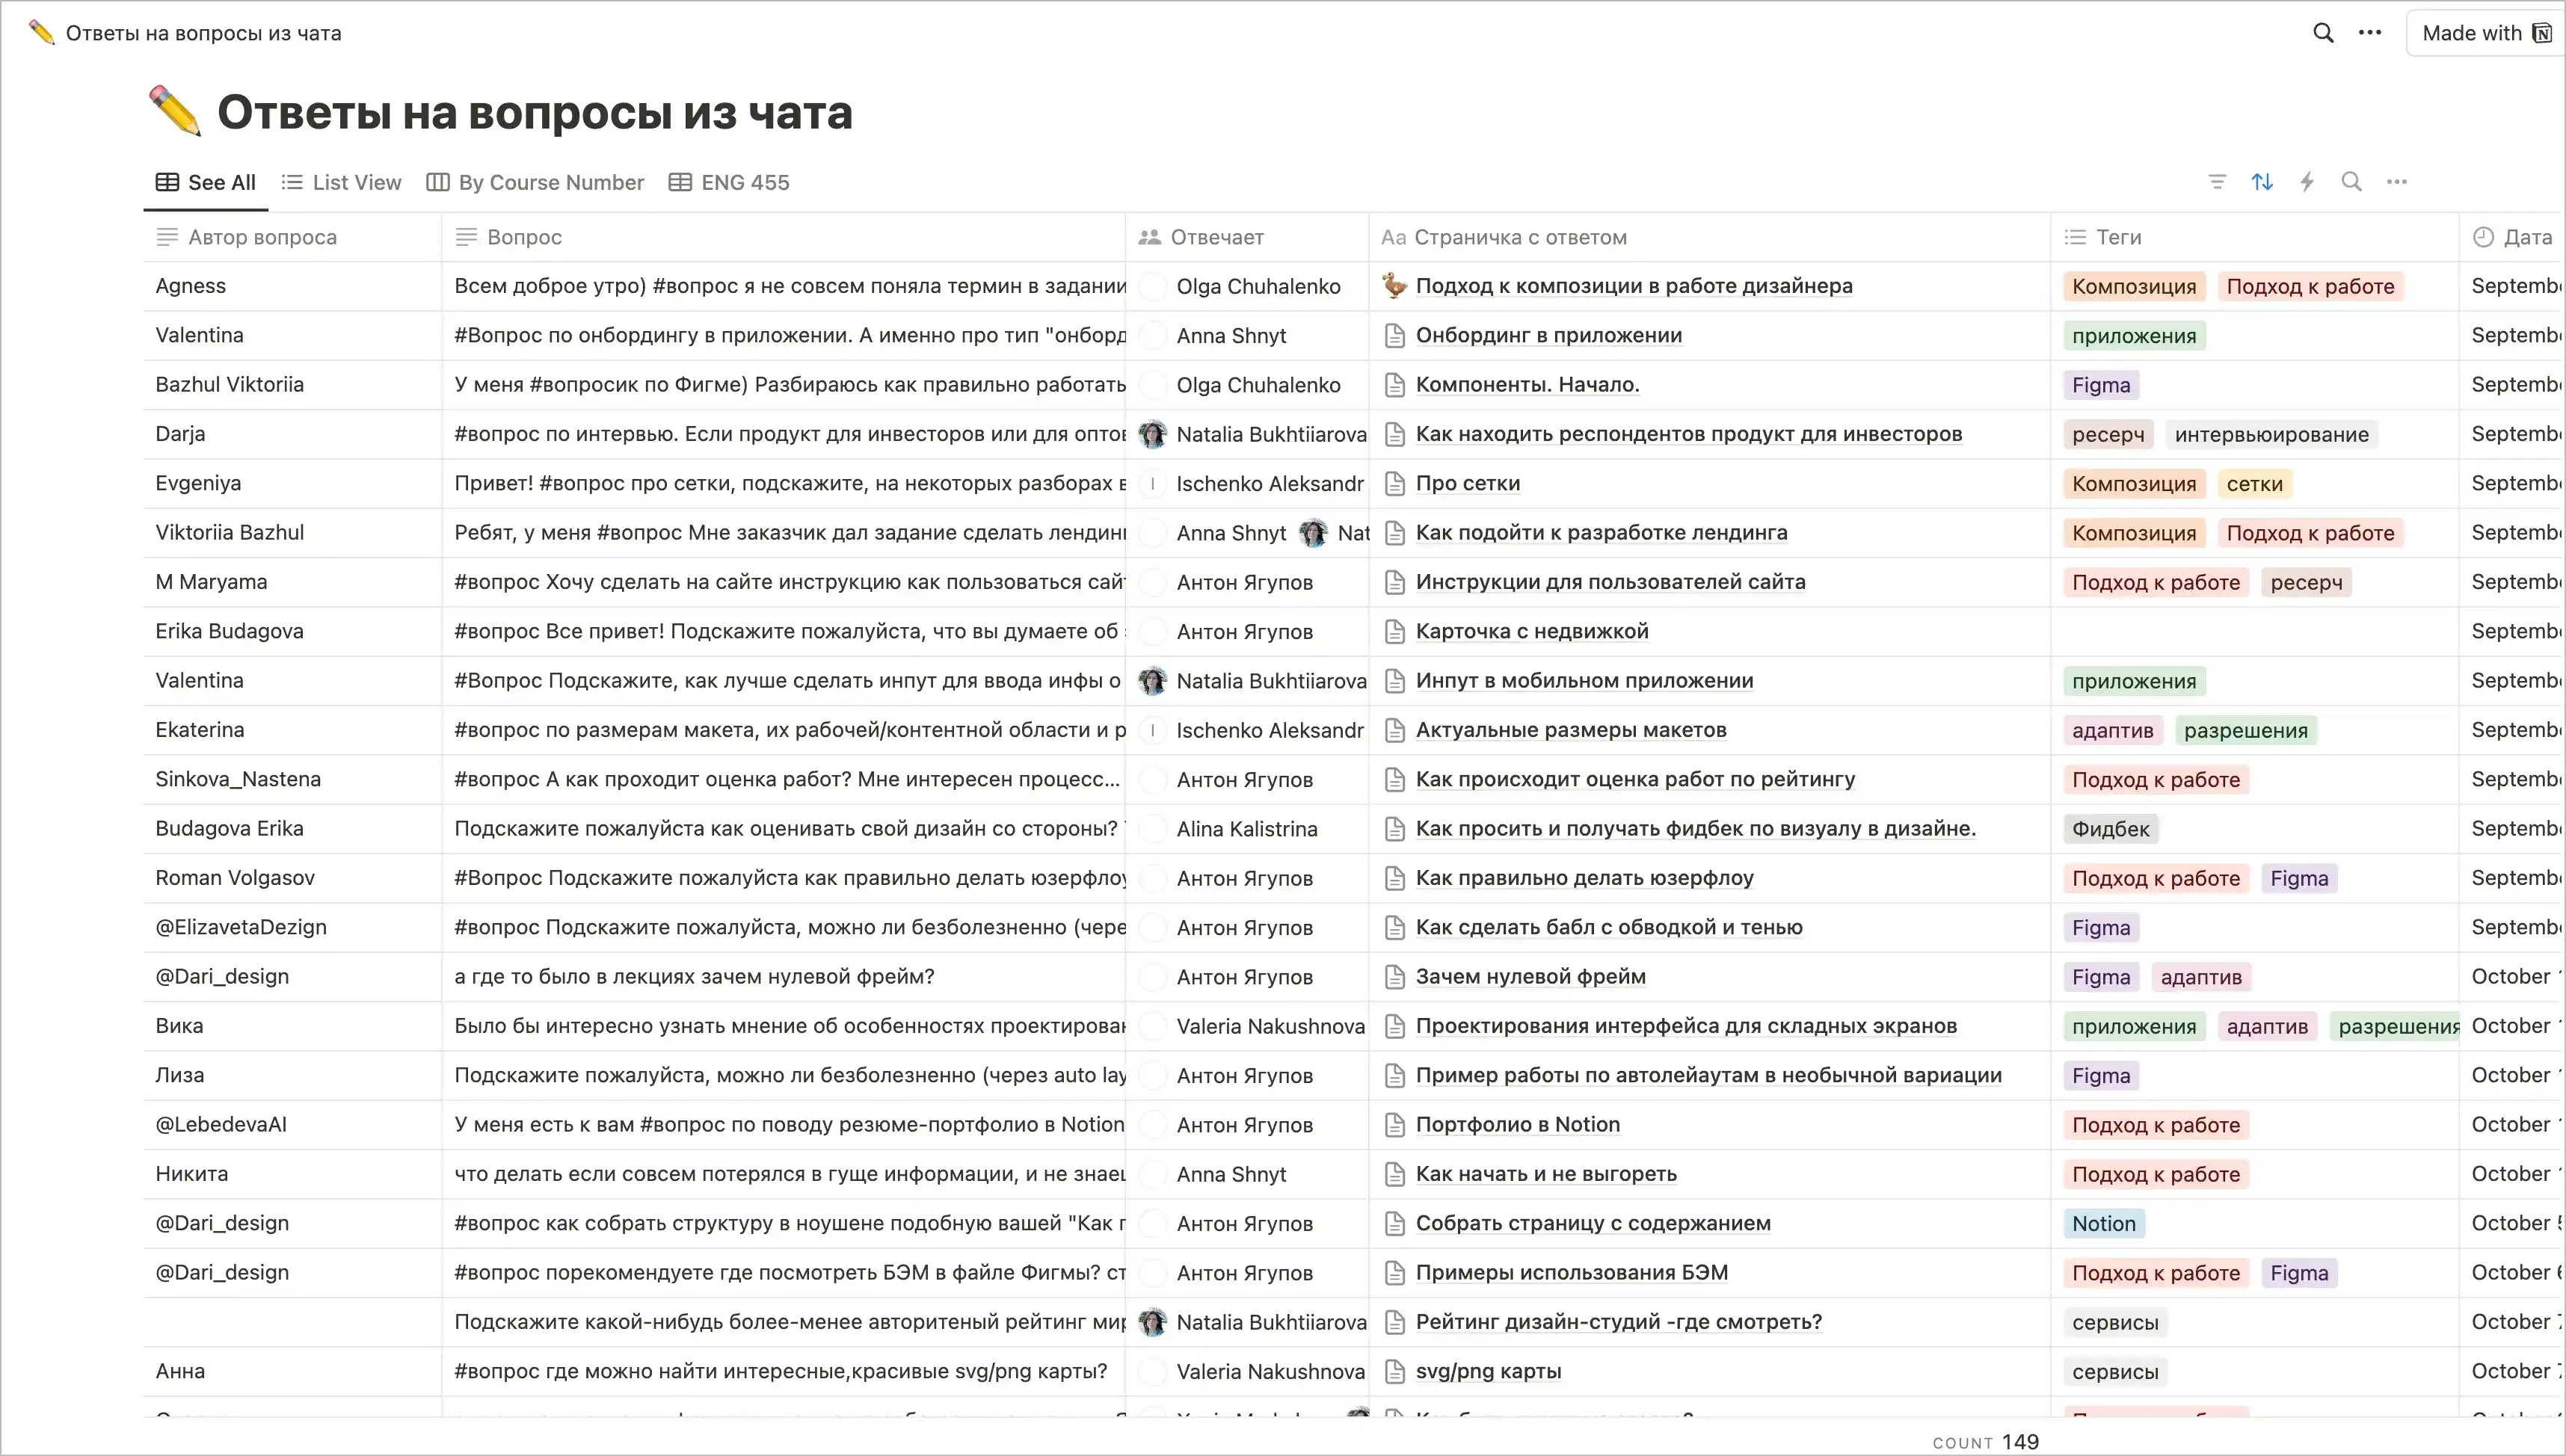 Ответы на вопросы из чата
Made with
Ответы на вопросы из чата
See All List View By Course Number ENG 455
Автор вопроса Вопрос Отвечает Aa Страничка с ответом Теги Дата
Agness Всем доброе утро) #вопрос я не совсем поняла термин в задании Olga Chuhalenko Подход к композиции в работе дизайнера Композиция Подход к работе Septemb
Valentina #Вопрос по онбордингу в приложении. А именно про тип "онборд Anna Shnyt Онбординг в приложении приложения Septemb
Bazhul Viktoriia У меня #вопросик по Фигме) Разбираюсь как правильно работать Olga Chuhalenko Компоненты. Начало. Figma Septemb
Darja #вопрос по интервью. Если продукт для инвесторов или для оптов Natalia Bukhtiiarova Как находить респондентов продукт для инвесторов ресерч интервьюирование Septemb
Evgeniya Привет! #вопрос про сетки, подскажите, на некоторых разборах в I Ischenko Aleksandr Про сетки Композиция сетки Septemb
Viktoriia Bazhul Ребят, у меня #вопрос Мне заказчик дал задание сделать лендинг Anna Shnyt Nat Как подойти к разработке лендинга Композиция Подход к работе Septemb
M Maryama #вопрос Хочу сделать на сайте инструкцию как пользоваться сайт Антон Ягупов Инструкции для пользователей сайта Подход к работе ресерч Septemb
Erika Budagova #вопрос Все привет! Подскажите пожалуйста, что вы думаете об Антон Ягупов Карточка с недвижкой Septemb
Valentina #Вопрос Подскажите, как лучше сделать инпут для ввода инфы о Natalia Bukhtiiarova Инпут в мобильном приложении приложения Septemb
Ekaterina #вопрос по размерам макета, их рабочей/контентной области и р I Ischenko Aleksandr Актуальные размеры макетов адаптив разрешения Septemb
Sinkova_Nastena #вопрос А как проходит оценка работ? Мне интересен процесс... Антон Ягупов Как происходит оценка работ по рейтингу Подход к работе Septemb
Budagova Erika Подскажите пожалуйста как оценивать свой дизайн со стороны? Alina Kalistrina Как просить и получать фидбек по визуалу в дизайне. Фидбек Septemb
Roman Volgasov #Вопрос Подскажите пожалуйста как правильно делать юзерфлоу Антон Ягупов Как правильно делать юзерфлоу Подход к работе Figma Septemb
@ElizavetaDezign #вопрос Подскажите пожалуйста, можно ли безболезненно (чере Антон Ягупов Как сделать бабл с обводкой и тенью Figma Septemb
@Dari_design а где то было в лекциях зачем нулевой фрейм? Антон Ягупов Зачем нулевой фрейм Figma адаптив October
Вика Было бы интересно узнать мнение об особенностях проектирован Valeria Nakushnova Проектирования интерфейса для складных экранов приложения адаптив разрешения October
Лиза Подскажите пожалуйста, можно ли безболезненно (через auto lay Антон Ягупов Пример работы по автолейаутам в необычной вариации Figma October
@LebedevaAI У меня есть к вам #вопрос по поводу резюме-портфолио в Notion Антон Ягупов Портфолио в Notion Подход к работе October
Никита что делать если совсем потерялся в гуще информации, и не знаеш Anna Shnyt Как начать и не выгореть Подход к работе October
@Dari_design #вопрос как собрать структуру в ноушене подобную вашей "Как п Антон Ягупов Собрать страницу с содержанием Notion October
@Dari_design #вопрос порекомендуете где посмотреть БЭМ в файле Фигмы? ст Антон Ягупов Примеры использования БЭМ Подход к работе Figma October
Подскажите какой-нибудь более-менее авторитеный рейтинг мир Natalia Bukhtiiarova Рейтинг дизайн-студий -где смотреть? сервисы October
Анна #вопрос где можно найти интересные,красивые svg/png карты? Valeria Nakushnova svg/png карты сервисы October
COUNT 149